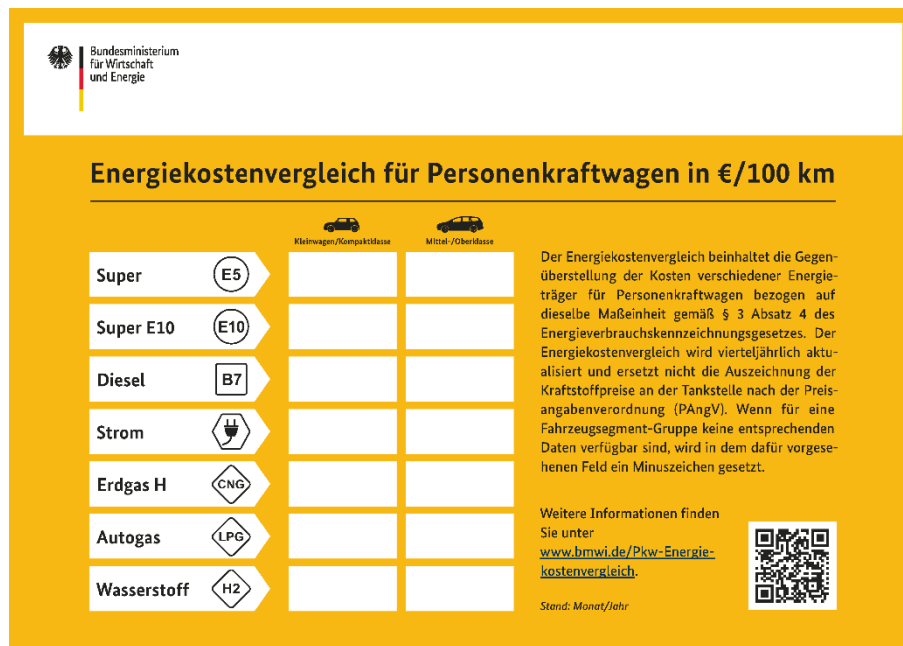 Bundesministerium
für Wirtschaft
und Energie
Energiekostenvergleich für Personenkraftwagen in €/100 km
Kleinwagen/Kompaktklasse
Mittel-/Oberklasse
Super E5
Super E10 E10
Diesel B7
Strom
Erdgas H CNG
Autogas LPG
Wasserstoff H2
Der Energiekostenvergleich beinhaltet die Gegen-
überstellung der Kosten verschiedener Energie-
träger für Personenkraftwagen bezogen auf
dieselbe Maßeinheit gemäß § 3 Absatz 4 des
Energieverbrauchskennzeichnungsgesetzes. Der
Energiekostenvergleich wird vierteljährlich aktu-
alisiert und ersetzt nicht die Auszeichnung der
Kraftstoffpreise an der Tankstelle nach der Preis-
angabenverordnung (PAngV). Wenn für eine
Fahrzeugsegment-Gruppe keine entsprechenden
Daten verfügbar sind, wird in dem dafür vorgese-
henen Feld ein Minuszeichen gesetzt.
Weitere Informationen finden
Sie unter
www.bmwi.de/Pkw-Energie-
kostenvergleich.
Stand: Monat/Jahr